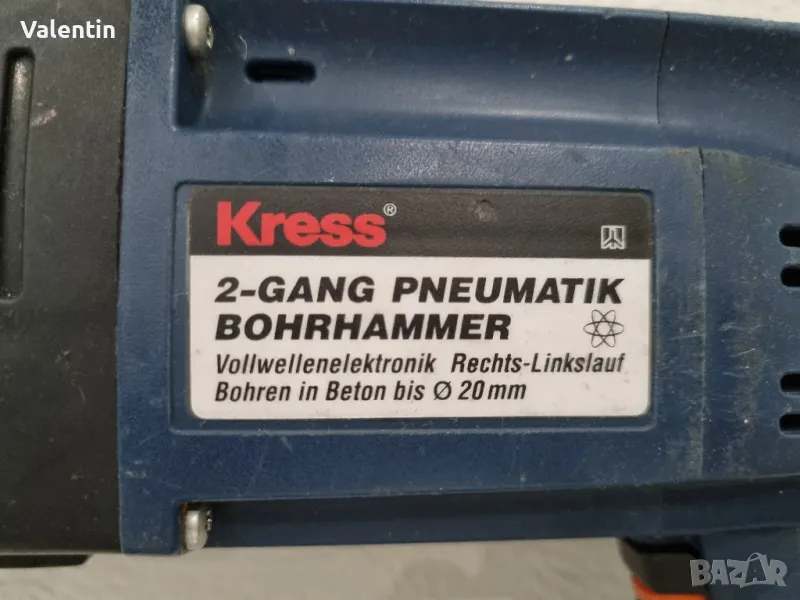 Valentin
Kress®
2-GANG PNEUMATIK
BOHRHAMMER
Vollwellenelektronik Rechts-Linkslauf
Bohren in Beton bis Ø 20 mm
BAZAR